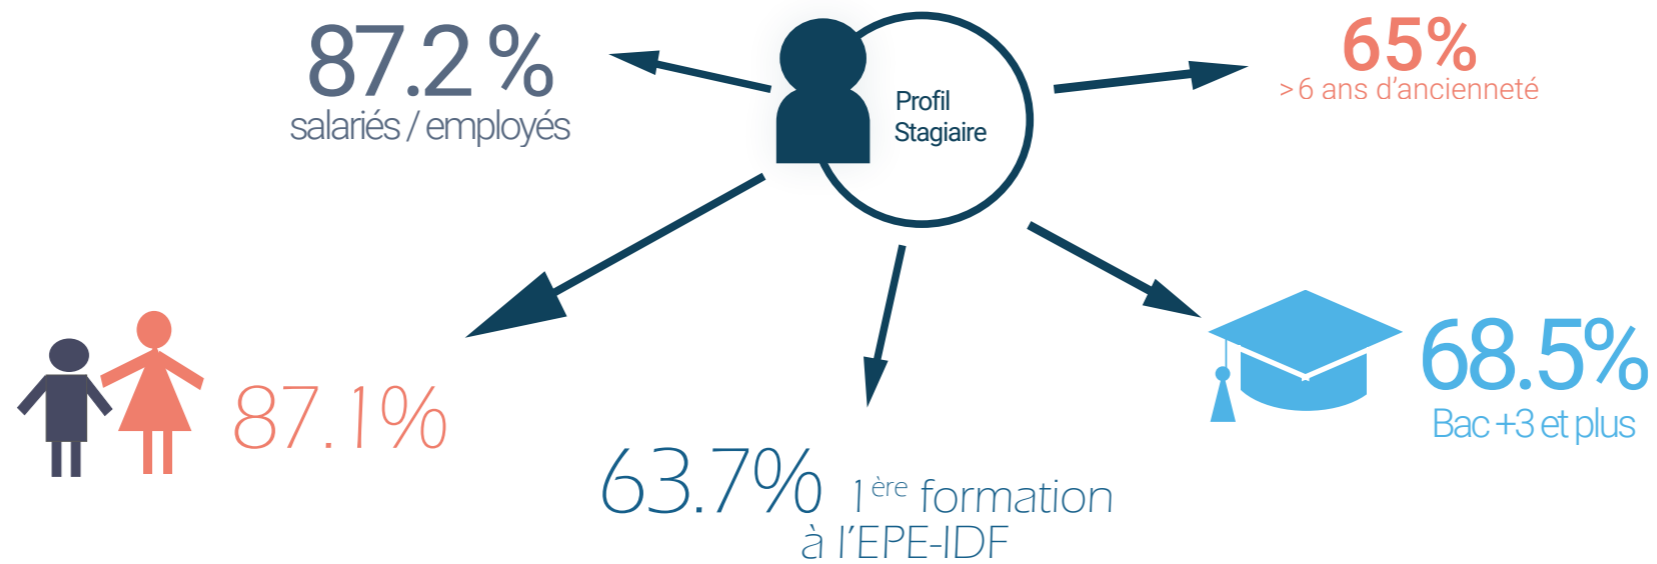 87.2 %
salariés / employés
Profil
Stagiaire
65%
> 6 ans d'ancienneté
87.1%
63.7% 1ère formation
à l'EPE-IDF
68.5%
Bac +3 et plus